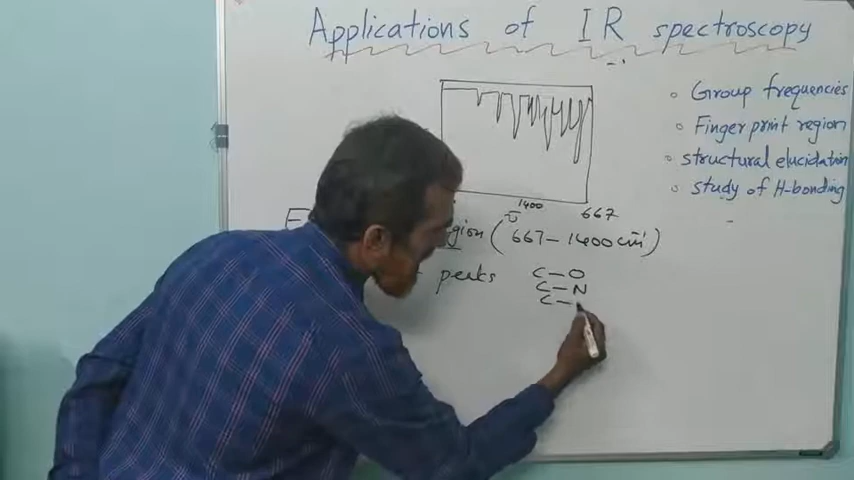 Applications of IR spectroscopy
Group frequencies
Finger print region
structural elucidation
study of H-bonding
1400
ῡ
667
gion (667-1400 cm⁻¹)
peaks
C-O
C-N
C-